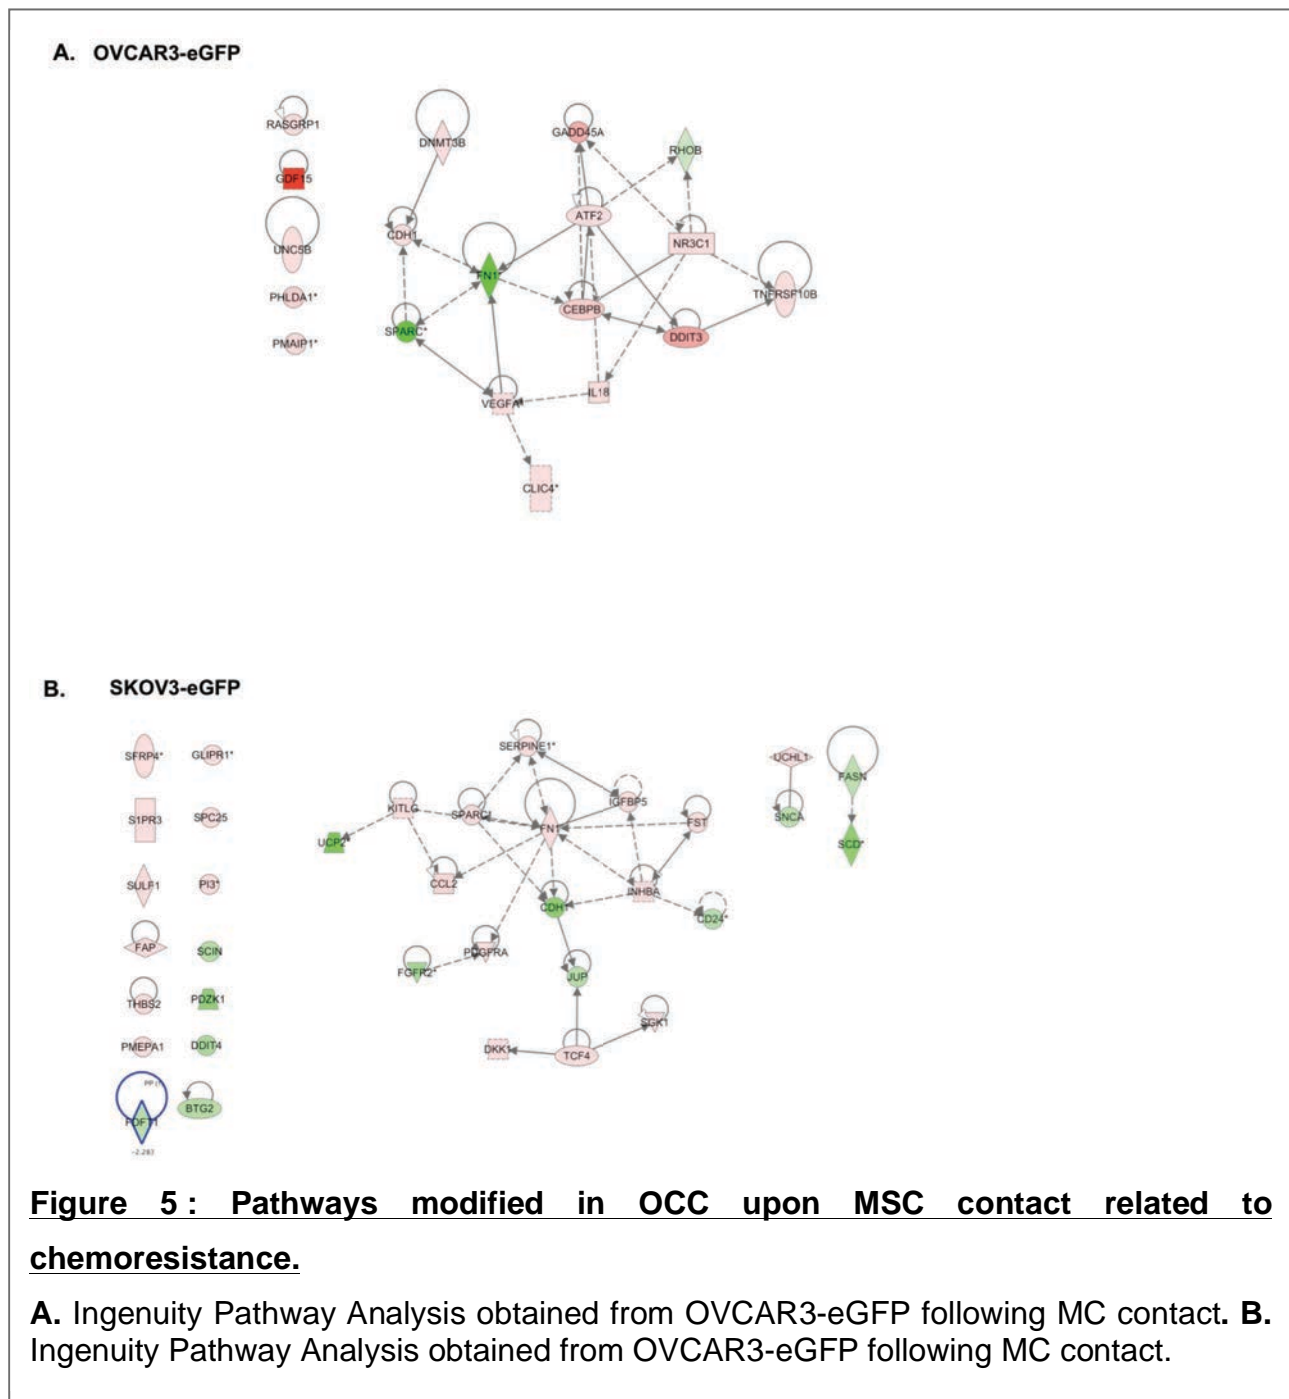 A. OVCAR3-eGFP
RASGRP1
DNMT3B
GADD45A
RHOB
GDF15
ATF2
CDH1
NR3C1
UNC5B
FN1*
TNFRSF10B
PHLDA1*
CEBPB
SPARC*
DDIT3
PMAIP1*
IL18
VEGFA*
CLIC4*
B. SKOV3-eGFP
SFRP4*
GLIPR1*
SERPINE1*
UCHL1
FASN
S1PR3
SPC25
KITLG
SPARC*
IGFBP5
FN1*
FST
SNCA
UCP2*
SCD*
SULF1
PI3*
CCL2
INHBA
CDH1*
CD24*
FAP
SCIN
PDGFRA
FGFR2*
JUP
THBS2
PDZK1
SGK1
PMEPA1
DDIT4
DKK1
TCF4
BTG2
-2.283
Figure 5 : Pathways modified in OCC upon MSC contact related to
chemoresistance.
A. Ingenuity Pathway Analysis obtained from OVCAR3-eGFP following MC contact. B.
Ingenuity Pathway Analysis obtained from OVCAR3-eGFP following MC contact.